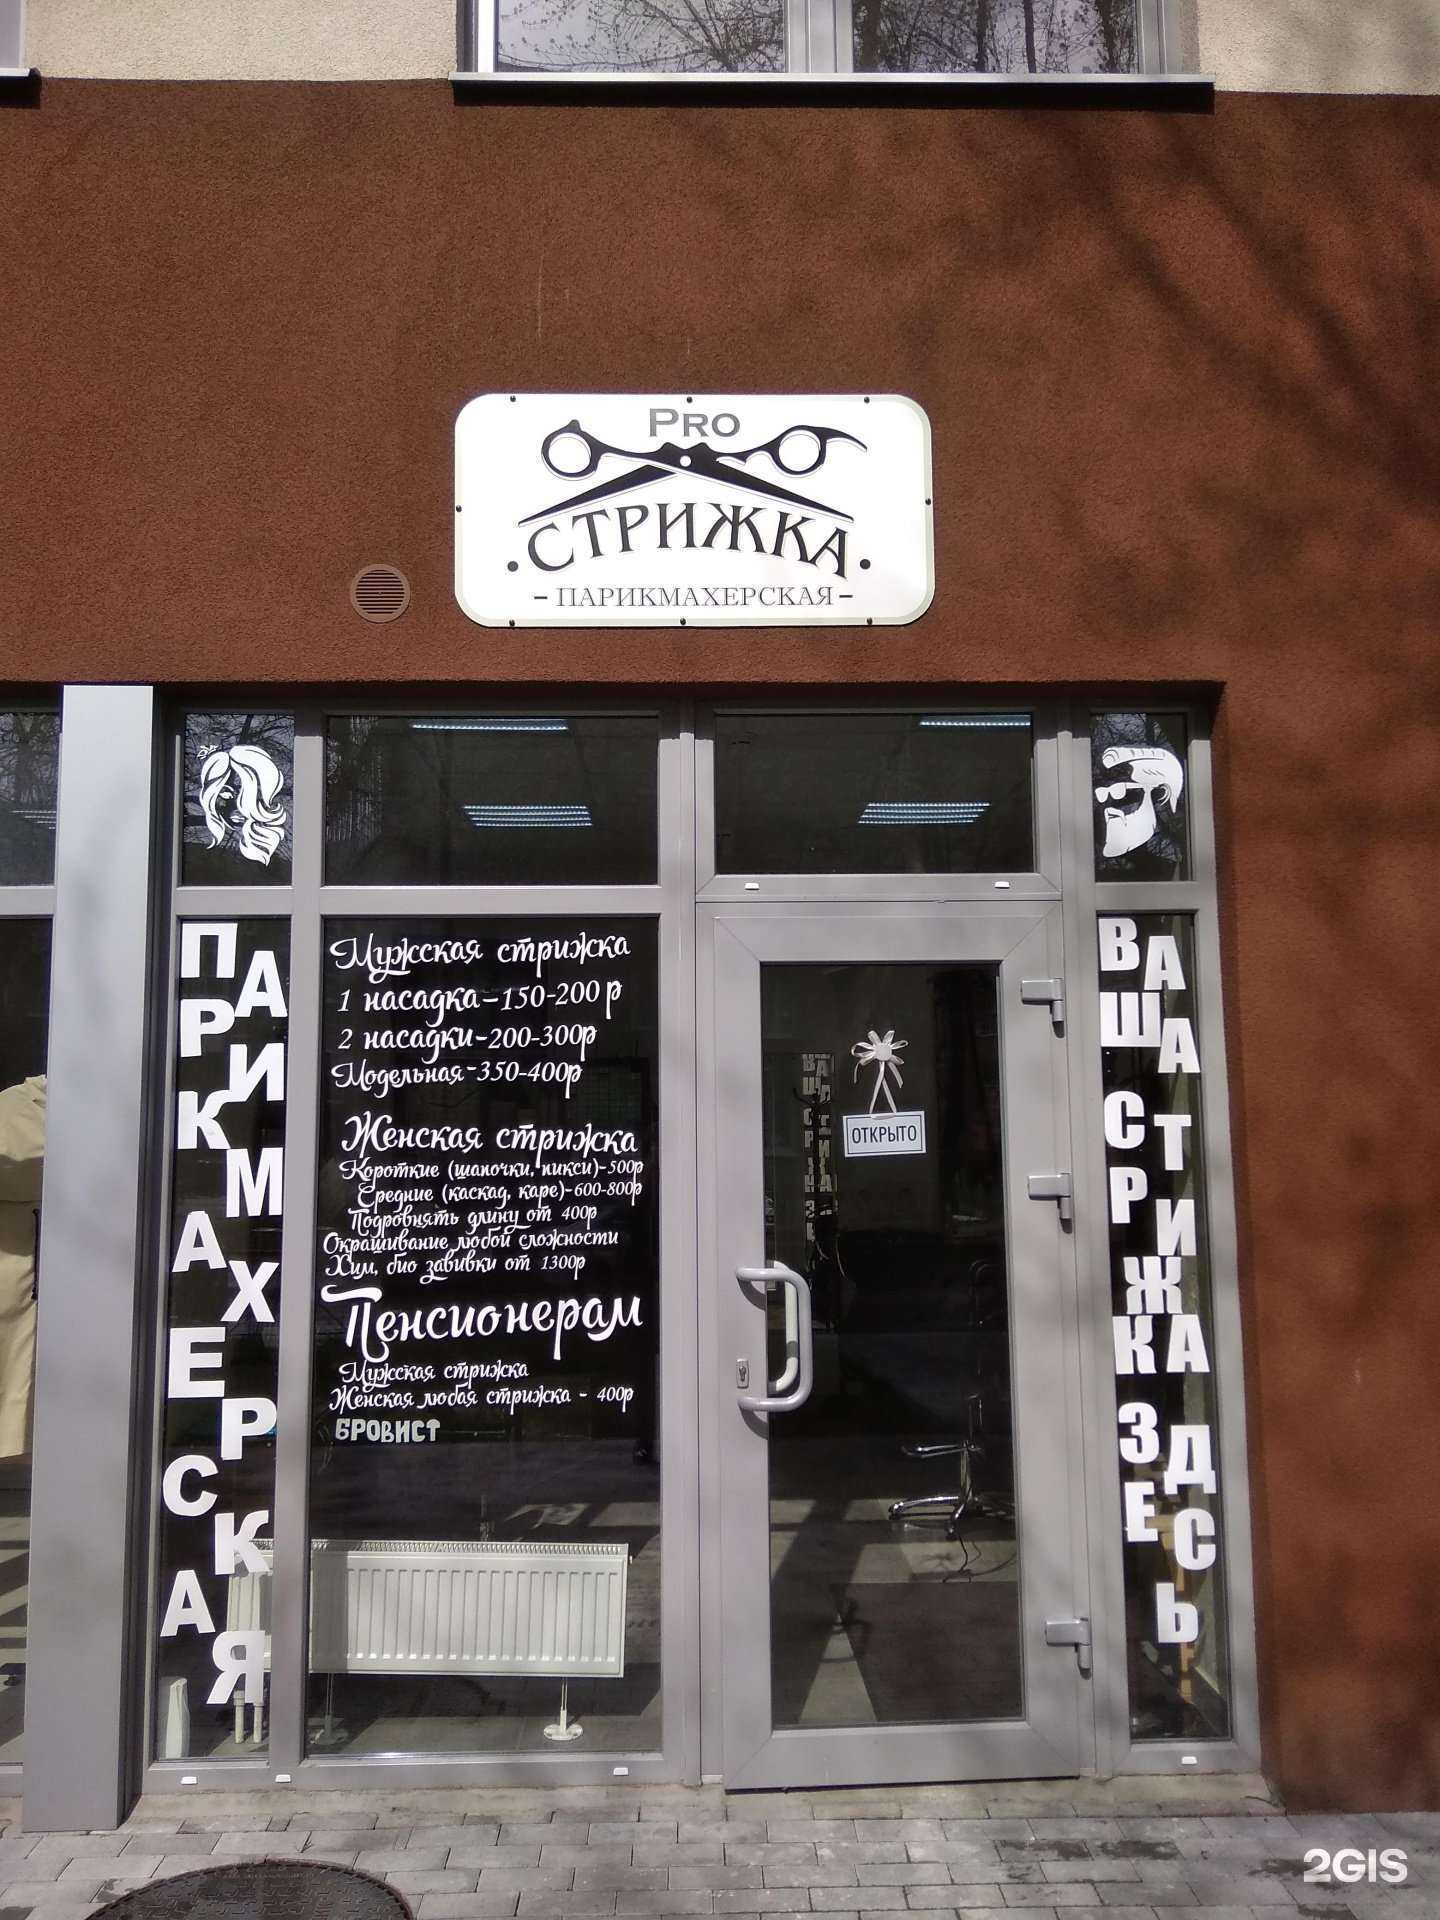 PRO
СТРИЖКА
- ПАРИКМАХЕРСКАЯ -
ПАРИКМАХЕРСКАЯ
Мужская стрижка
1 насадка-150-200р
2 насадки-200-300р
Модельная-350-400р
Женская стрижка
Короткие (шапочки, пикси)-500р
Средние (каскад, каре)-600-800р
Подровнять длину от 400р
Окрашивание любой сложности
Хим, био завивки от 1300р
Пенсионерам
Мужская стрижка
Женская любая стрижка - 400р
БРОВИСТ
ОТКРЫТО
ВАША СТРИЖКА ЗДЕСЬ
2GIS